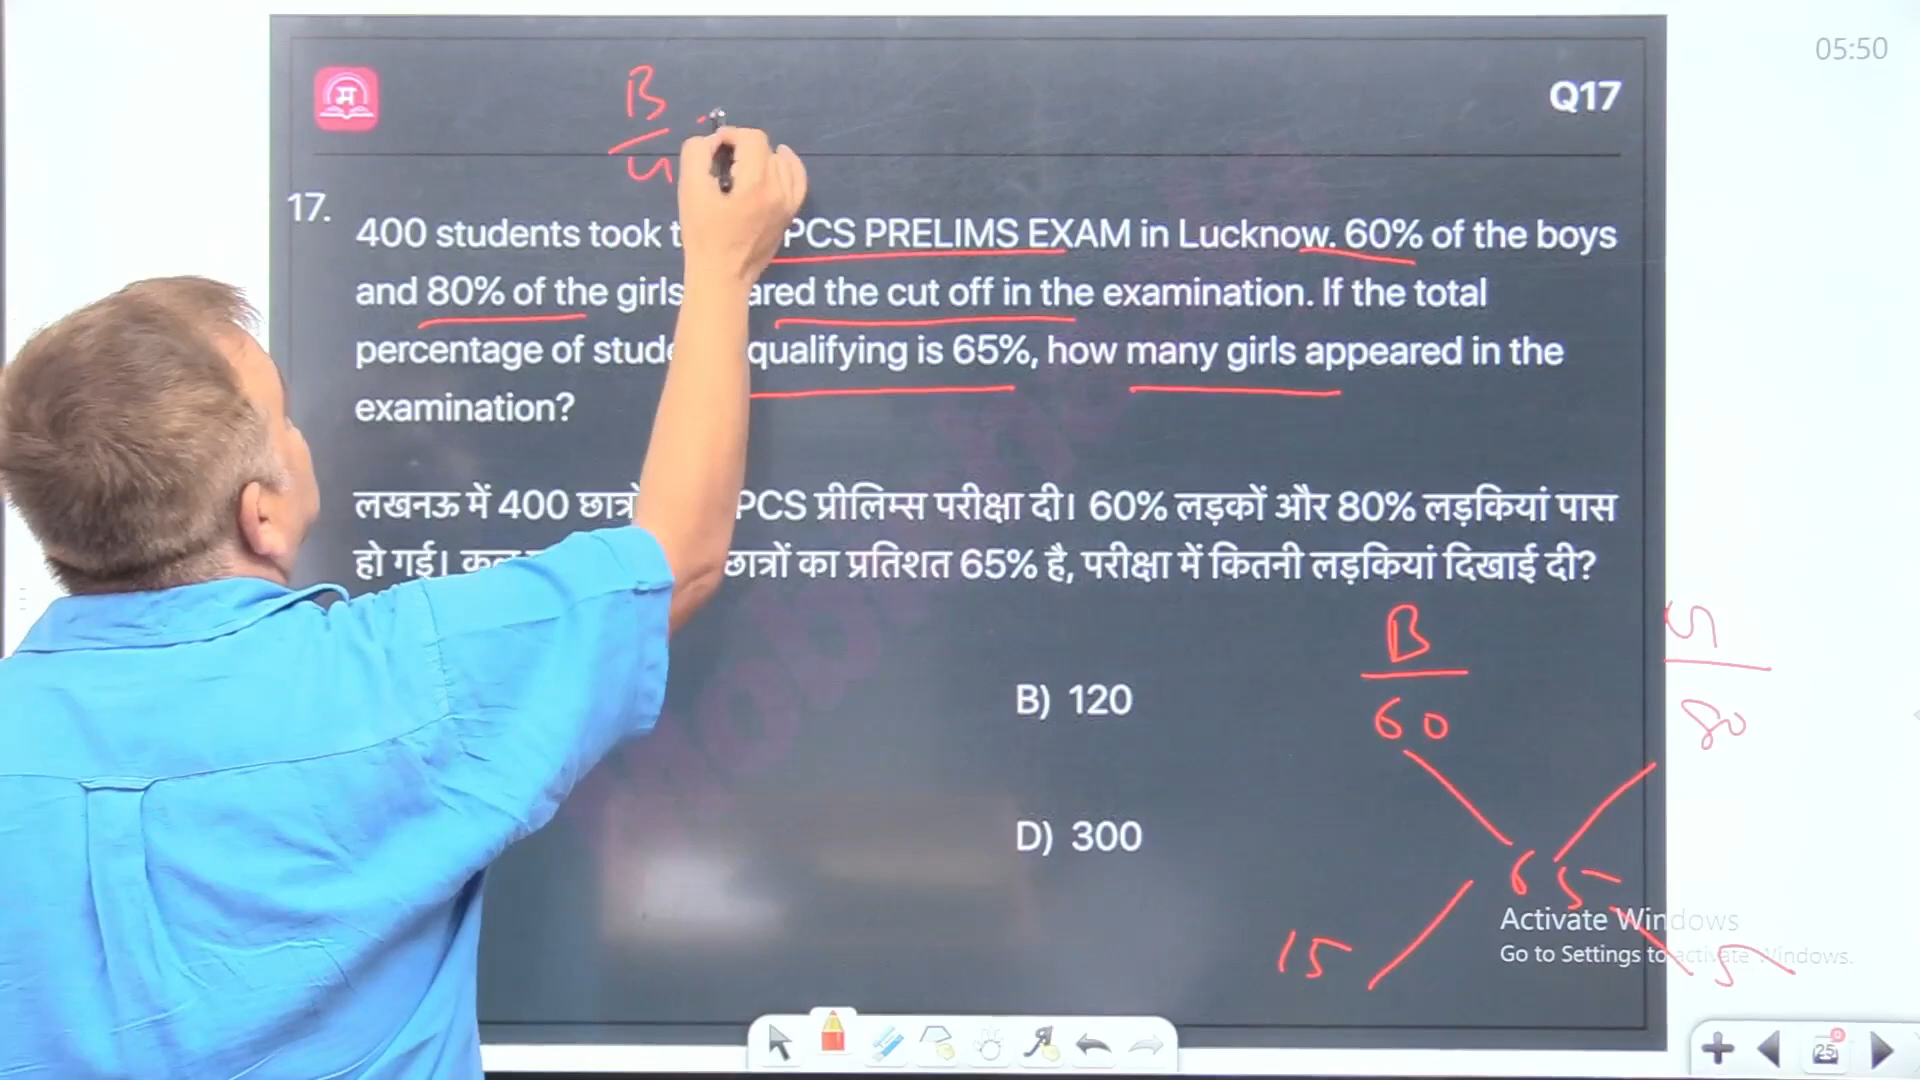 05:50
म
Q17
B
17.
400 students took t PCS PRELIMS EXAM in Lucknow. 60% of the boys
and 80% of the girls ared the cut off in the examination. If the total
percentage of stude qualifying is 65%, how many girls appeared in the
examination?
लखनऊ में 400 छात्रों PCS प्रीलिम्स परीक्षा दी। 60% लड़कों और 80% लड़कियां पास
हो गई। छात्रों का प्रतिशत 65% है, परीक्षा में कितनी लड़कियां दिखाई दी?
B
60
80
B) 120
D) 300
65
15
5
Activate Windows
Go to Settings to activate Windows.
25